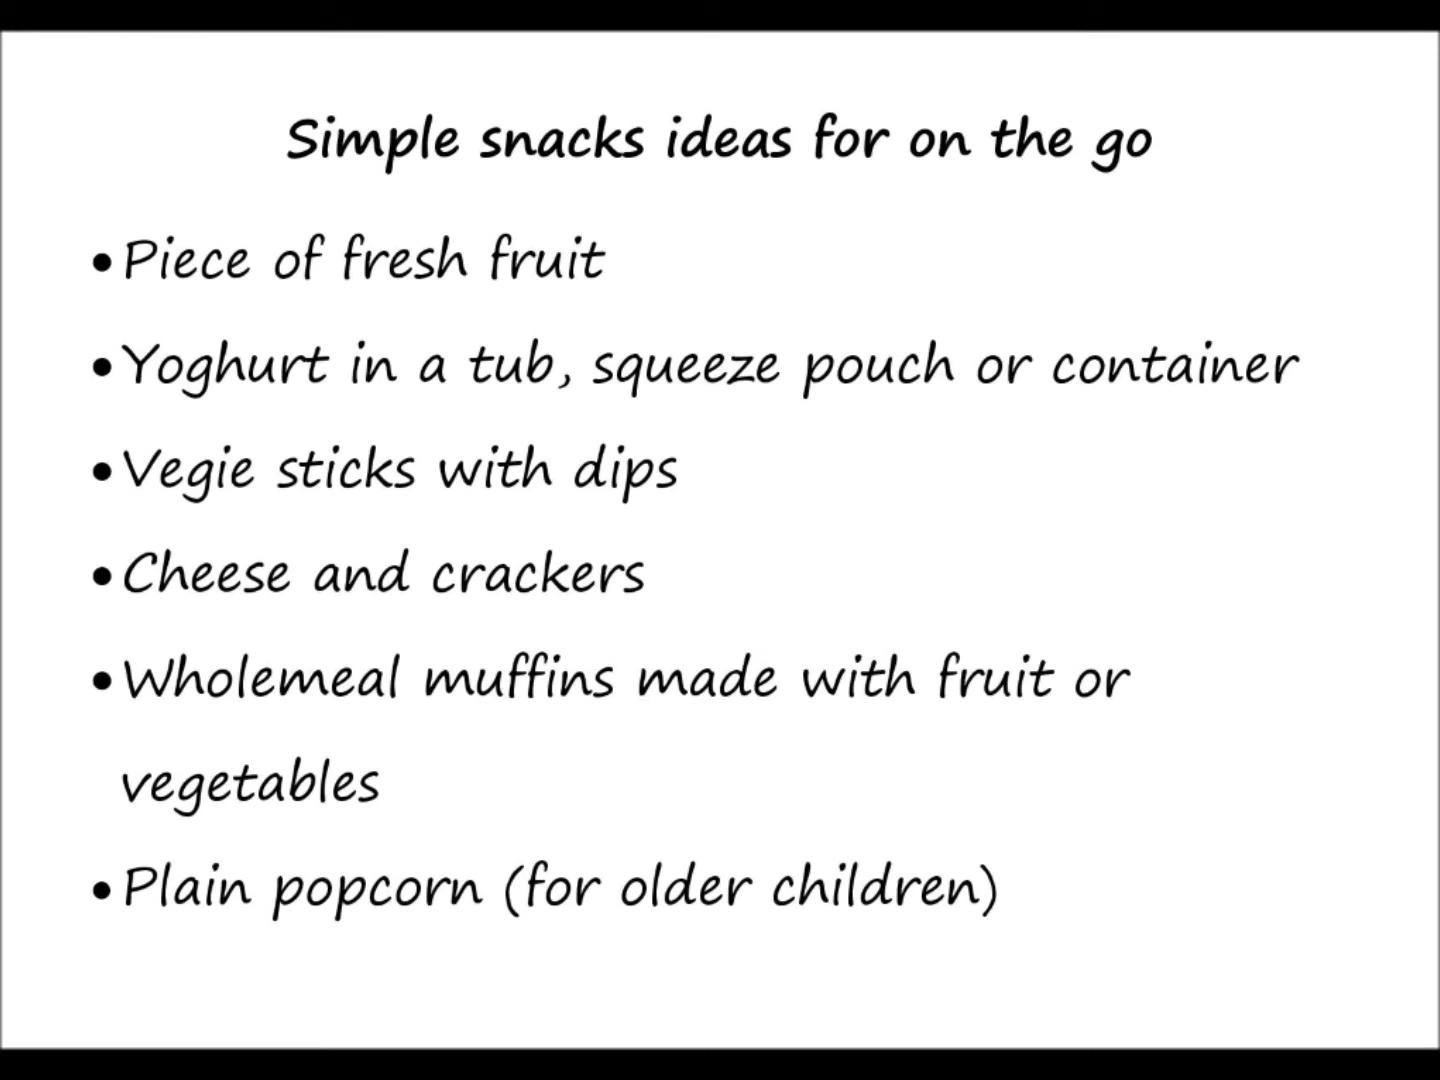 Simple snacks ideas for on the go
• Piece of fresh fruit
• Yoghurt in a tub, squeeze pouch or container
• Vegie sticks with dips
• Cheese and crackers
• Wholemeal muffins made with fruit or
vegetables
• Plain popcorn (for older children)